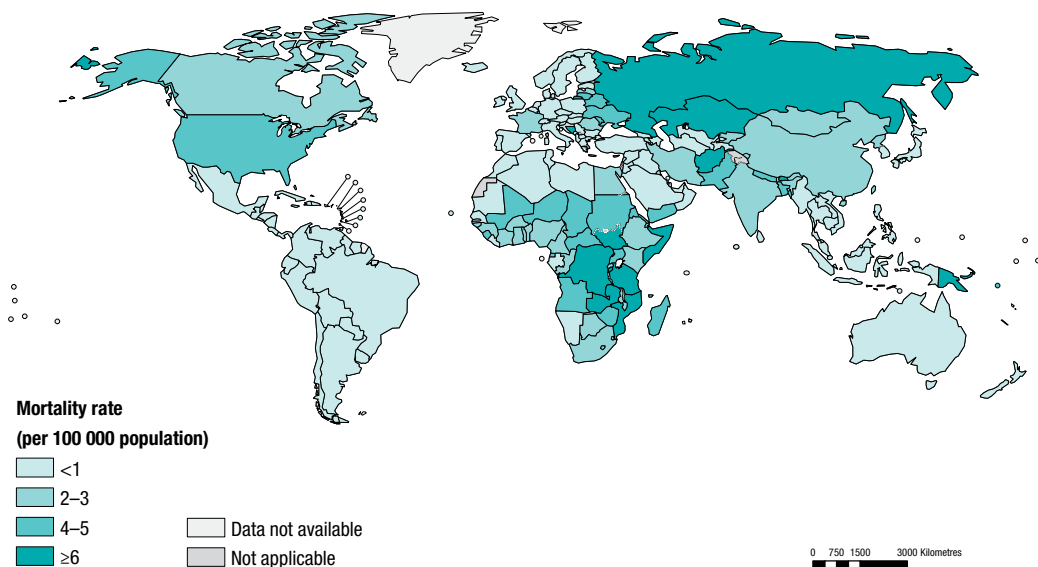 Mortality rate
(per 100 000 population)
<1
2–3
4–5
≥6
Data not available
Not applicable
0 750 1500 3000 Kilometres